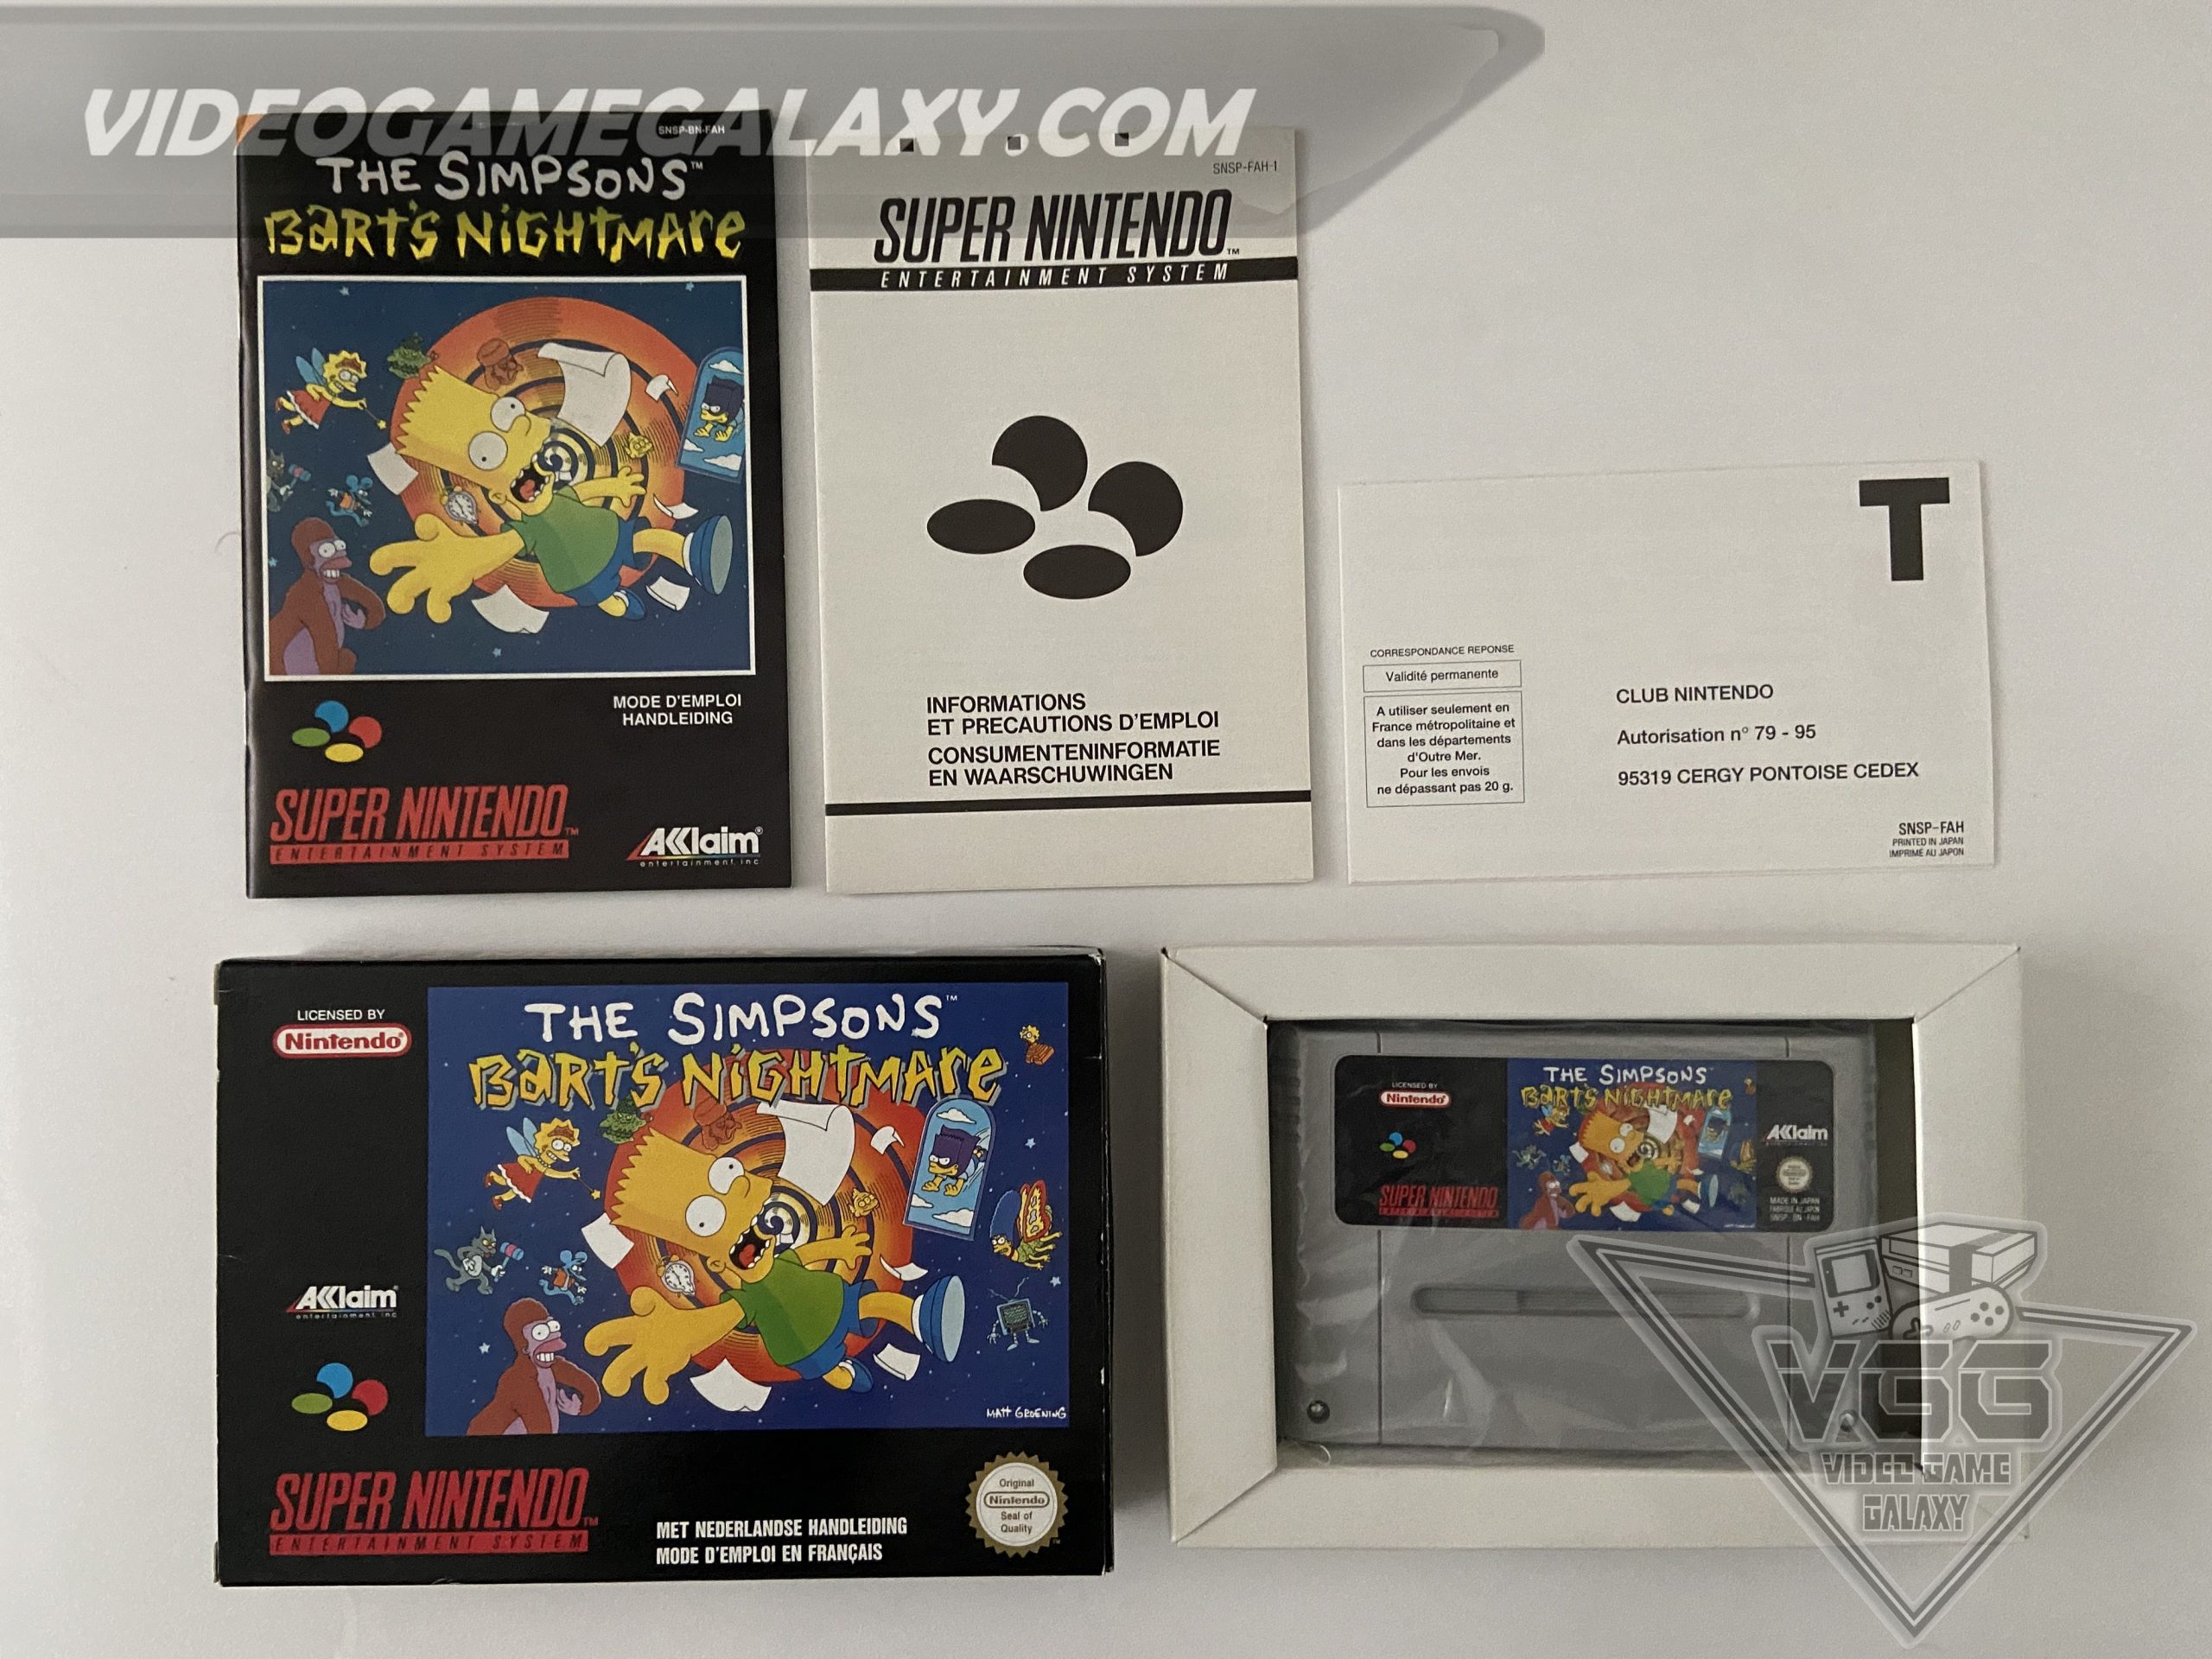 VIDEOGAMEGALAXY.COM
SNSP-BN-FAH
THE SIMPSONS™
BART'S NIGHTMARE
MODE D'EMPLOI
HANDLEIDING
SUPER NINTENDO™
ENTERTAINMENT SYSTEM
AKKlaim®
entertainment, inc
SNSP-FAH-1
SUPER NINTENDO™
ENTERTAINMENT SYSTEM
INFORMATIONS
ET PRECAUTIONS D'EMPLOI
CONSUMENTENINFORMATIE
EN WAARSCHUWINGEN
T
CORRESPONDANCE REPONSE
Validité permanente
A utiliser seulement en
France métropolitaine et
dans les départements
d'Outre Mer.
Pour les envois
ne dépassant pas 20 g.
CLUB NINTENDO
Autorisation n° 79 - 95
95319 CERGY PONTOISE CEDEX
SNSP-FAH
PRINTED IN JAPAN
IMPRIMÉ AU JAPON
LICENSED BY
Nintendo®
THE SIMPSONS™
BART'S NIGHTMARE
AKKlaim®
entertainment, inc
MATT GROENING
SUPER NINTENDO™
ENTERTAINMENT SYSTEM
MET NEDERLANDSE HANDLEIDING
MODE D'EMPLOI EN FRANÇAIS
Original
Nintendo
Seal of
Quality
™
LICENSED BY
Nintendo®
THE SIMPSONS
BART'S NIGHTMARE
AKKlaim
SUPER NINTENDO
MADE IN JAPAN
FABRIQUÉ AU JAPON
SNSP-BN-FAH
VGG
VIDEO GAME
GALAXY